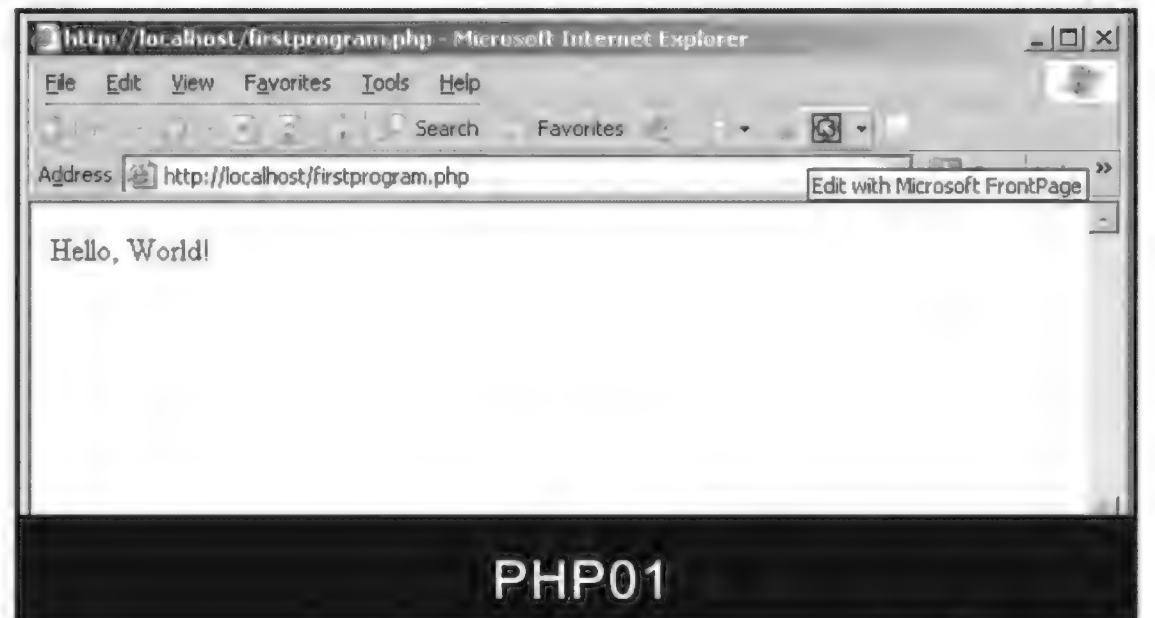 http://localhost/firstprogram.php - Microsoft Internet Explorer
File Edit View Favorites Tools Help
Search Favorites
Address http://localhost/firstprogram.php »
Edit with Microsoft FrontPage
Hello, World!
PHP01